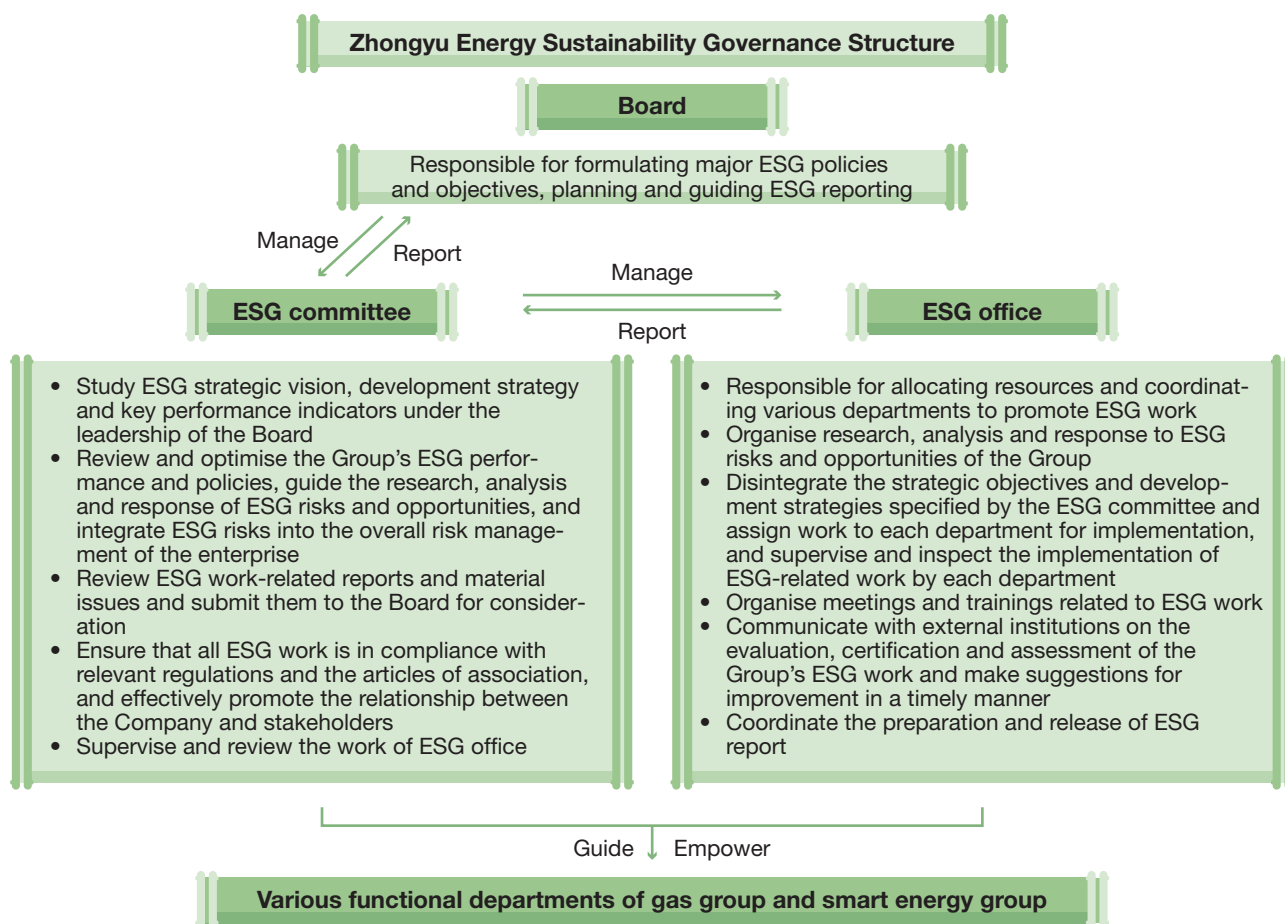 Zhongyu Energy Sustainability Governance Structure
Board
Responsible for formulating major ESG policies
and objectives, planning and guiding ESG reporting
Manage
Report
Manage
Report
ESG committee
ESG office
• Study ESG strategic vision, development strategy
and key performance indicators under the
leadership of the Board
• Review and optimise the Group's ESG perfor-
mance and policies, guide the research, analysis
and response of ESG risks and opportunities, and
integrate ESG risks into the overall risk manage-
ment of the enterprise
• Review ESG work-related reports and material
issues and submit them to the Board for consider-
ation
• Ensure that all ESG work is in compliance with
relevant regulations and the articles of association,
and effectively promote the relationship between
the Company and stakeholders
• Supervise and review the work of ESG office
• Responsible for allocating resources and coordinat-
ing various departments to promote ESG work
• Organise research, analysis and response to ESG
risks and opportunities of the Group
• Disintegrate the strategic objectives and develop-
ment strategies specified by the ESG committee and
assign work to each department for implementation,
and supervise and inspect the implementation of
ESG-related work by each department
• Organise meetings and trainings related to ESG work
• Communicate with external institutions on the
evaluation, certification and assessment of the
Group's ESG work and make suggestions for
improvement in a timely manner
• Coordinate the preparation and release of ESG
report
Guide
Empower
Various functional departments of gas group and smart energy group